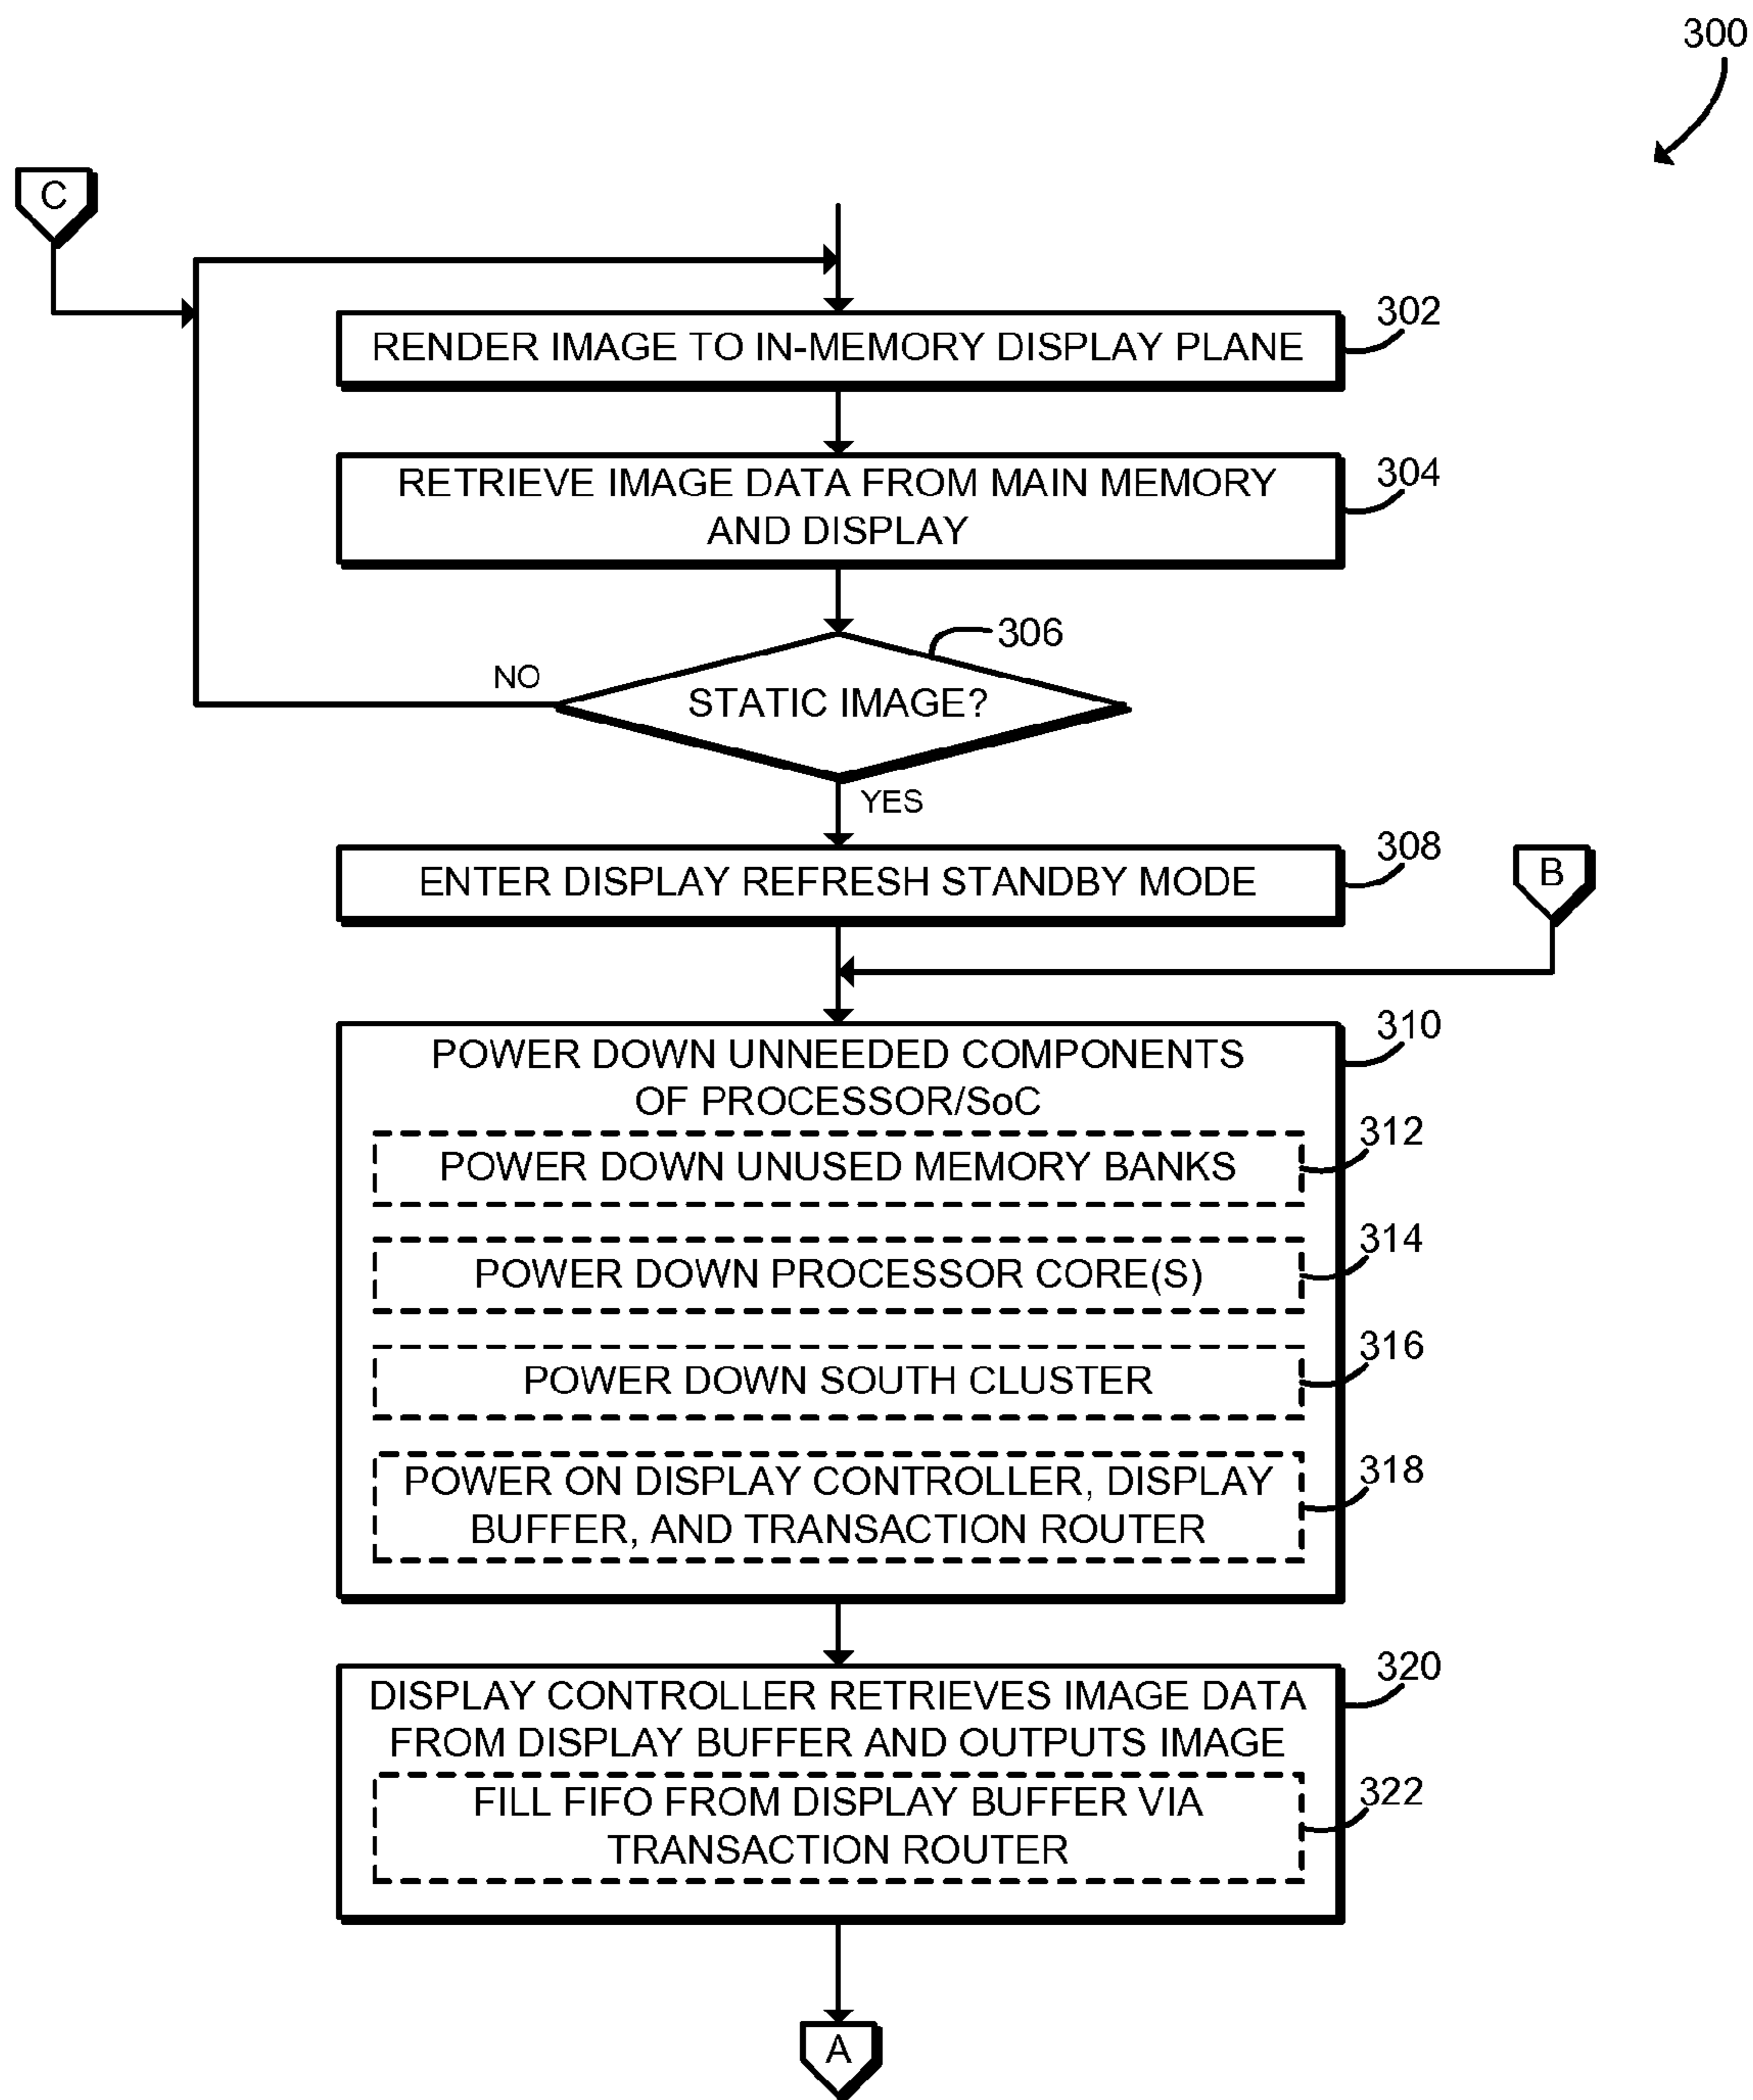 300
C
RENDER IMAGE TO IN-MEMORY DISPLAY PLANE
302
RETRIEVE IMAGE DATA FROM MAIN MEMORY
AND DISPLAY
304
306
STATIC IMAGE?
NO
YES
ENTER DISPLAY REFRESH STANDBY MODE
308
B
POWER DOWN UNNEEDED COMPONENTS
OF PROCESSOR/SoC
310
POWER DOWN UNUSED MEMORY BANKS
312
POWER DOWN PROCESSOR CORE(S)
314
POWER DOWN SOUTH CLUSTER
316
POWER ON DISPLAY CONTROLLER, DISPLAY
BUFFER, AND TRANSACTION ROUTER
318
DISPLAY CONTROLLER RETRIEVES IMAGE DATA
FROM DISPLAY BUFFER AND OUTPUTS IMAGE
320
FILL FIFO FROM DISPLAY BUFFER VIA
TRANSACTION ROUTER
322
A